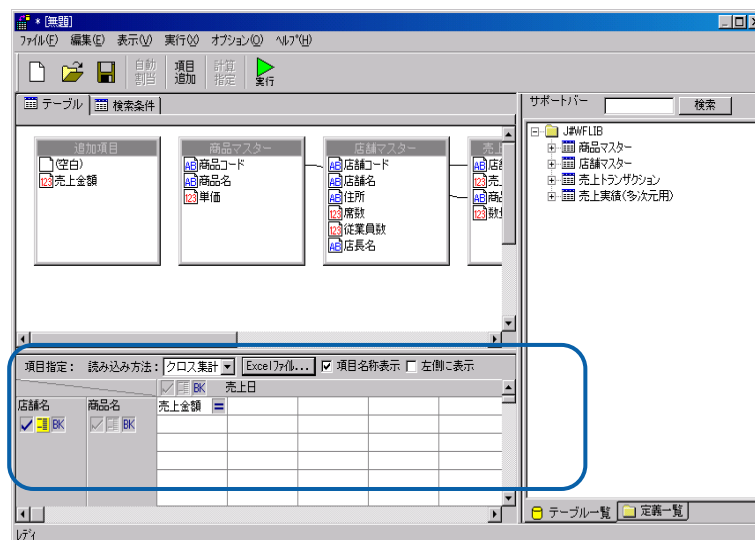 * [無題]
ファイル(F) 編集(E) 表示(V) 実行(X) オプション(O) ヘルプ(H)
自動割当 項目追加 計算指定 実行
テーブル 検索条件
サポートバー 検索
追加項目
(空白)
売上金額
商品マスター
商品コード
商品名
単価
店舗マスター
店舗コード
店舗名
住所
席数
従業員数
店長名
売上
店舗
売
商品
数
J#WFLIB
商品マスター
店舗マスター
売上トランザクション
売上実績(多次元用)
項目指定: 読み込み方法: クロス集計 Excelファイル... 項目名称表示 左側に表示
BK 売上日
店舗名 商品名 売上金額 =
BK BK
テーブル一覧 定義一覧
レディ